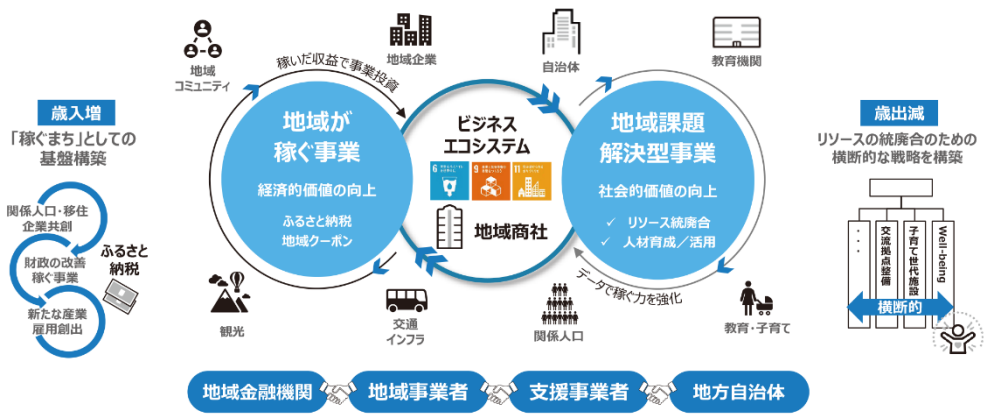 歳入増
「稼ぐまち」としての
基盤構築
関係人口・移住
企業共創
財政の改善
稼ぐ事業
新たな産業
雇用創出
ふるさと
納税
地域
コミュニティ
稼いだ収益で事業投資
地域企業
自治体
教育機関
地域が
稼ぐ事業
経済的価値の向上
ふるさと納税
地域クーポン
ビジネス
エコシステム
6
9
11
地域商社
地域課題
解決型事業
社会的価値の向上
✓ リソース統廃合
✓ 人材育成／活用
データで稼ぐ力を強化
観光
交通
インフラ
関係人口
教育・子育て
歳出減
リソースの統廃合のための
横断的な戦略を構築
・・・
交流拠点整備
子育て世代施設
Well-being
横断的
地域金融機関
地域事業者
支援事業者
地方自治体